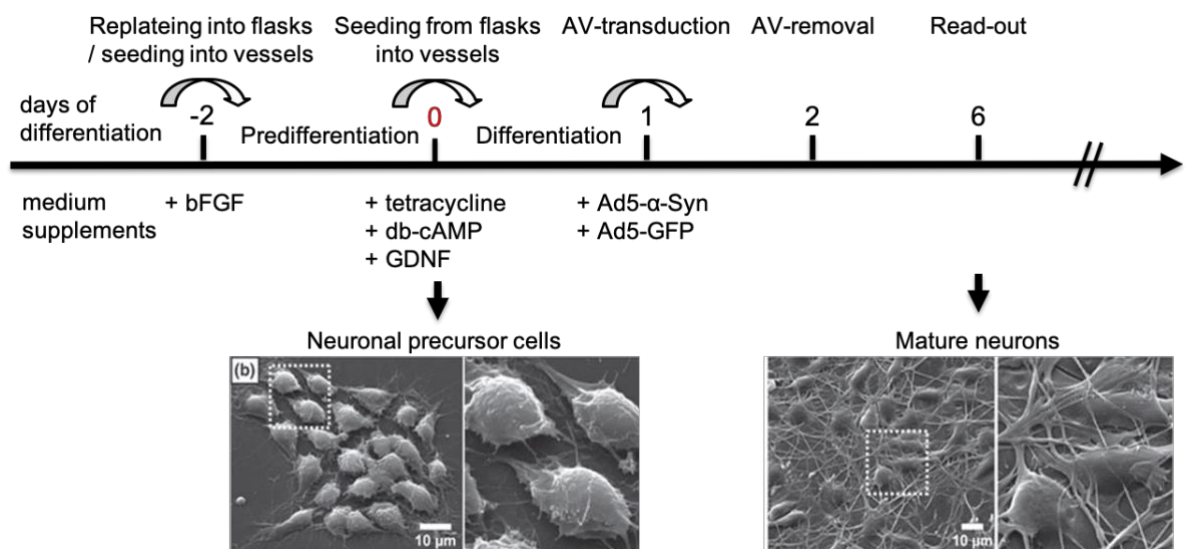 Replateing into flasks
/ seeding into vessels
Seeding from flasks
into vessels
AV-transduction
AV-removal
Read-out
days of
differentiation
-2
Predifferentiation
0
Differentiation
1
2
6
medium
supplements
+ bFGF
+ tetracycline
+ db-cAMP
+ GDNF
+ Ad5-α-Syn
+ Ad5-GFP
Neuronal precursor cells
Mature neurons
(b)
10 µm
10 µm